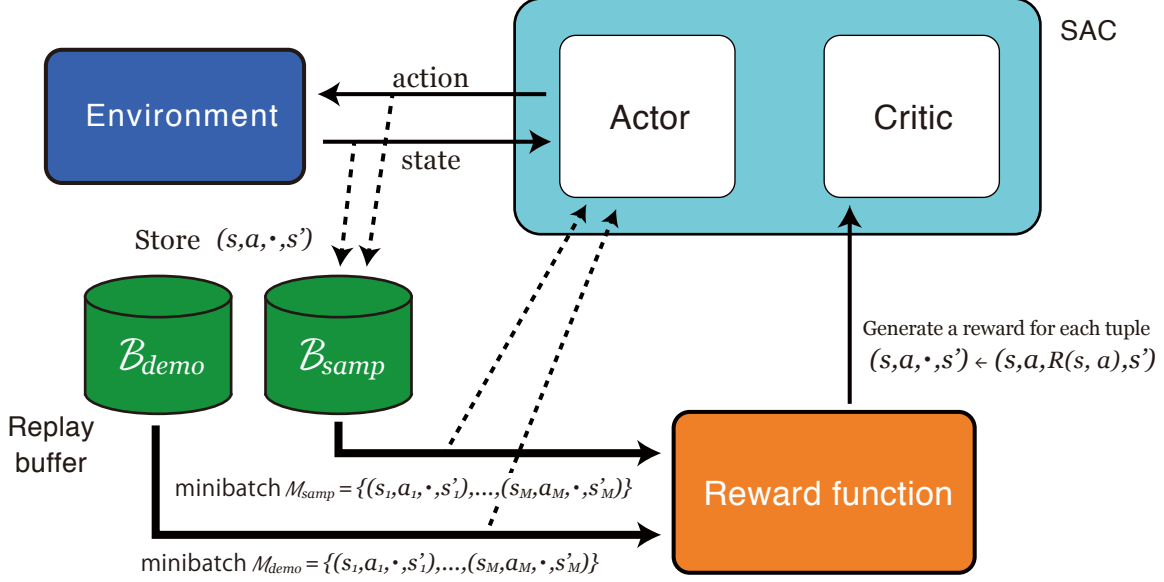 SAC
action
Environment
Actor
Critic
state
Store (s,a,·,s’)
Generate a reward for each tuple
(s,a,·,s’) ← (s,a,R(s, a),s’)
ℬdemo
ℬsamp
Replay
buffer
minibatch ℳsamp = {(s₁,a₁,·,s’₁),...,(sM,aM,·,s’M)}
Reward function
minibatch ℳdemo = {(s₁,a₁,·,s’₁),...,(sM,aM,·,s’M)}